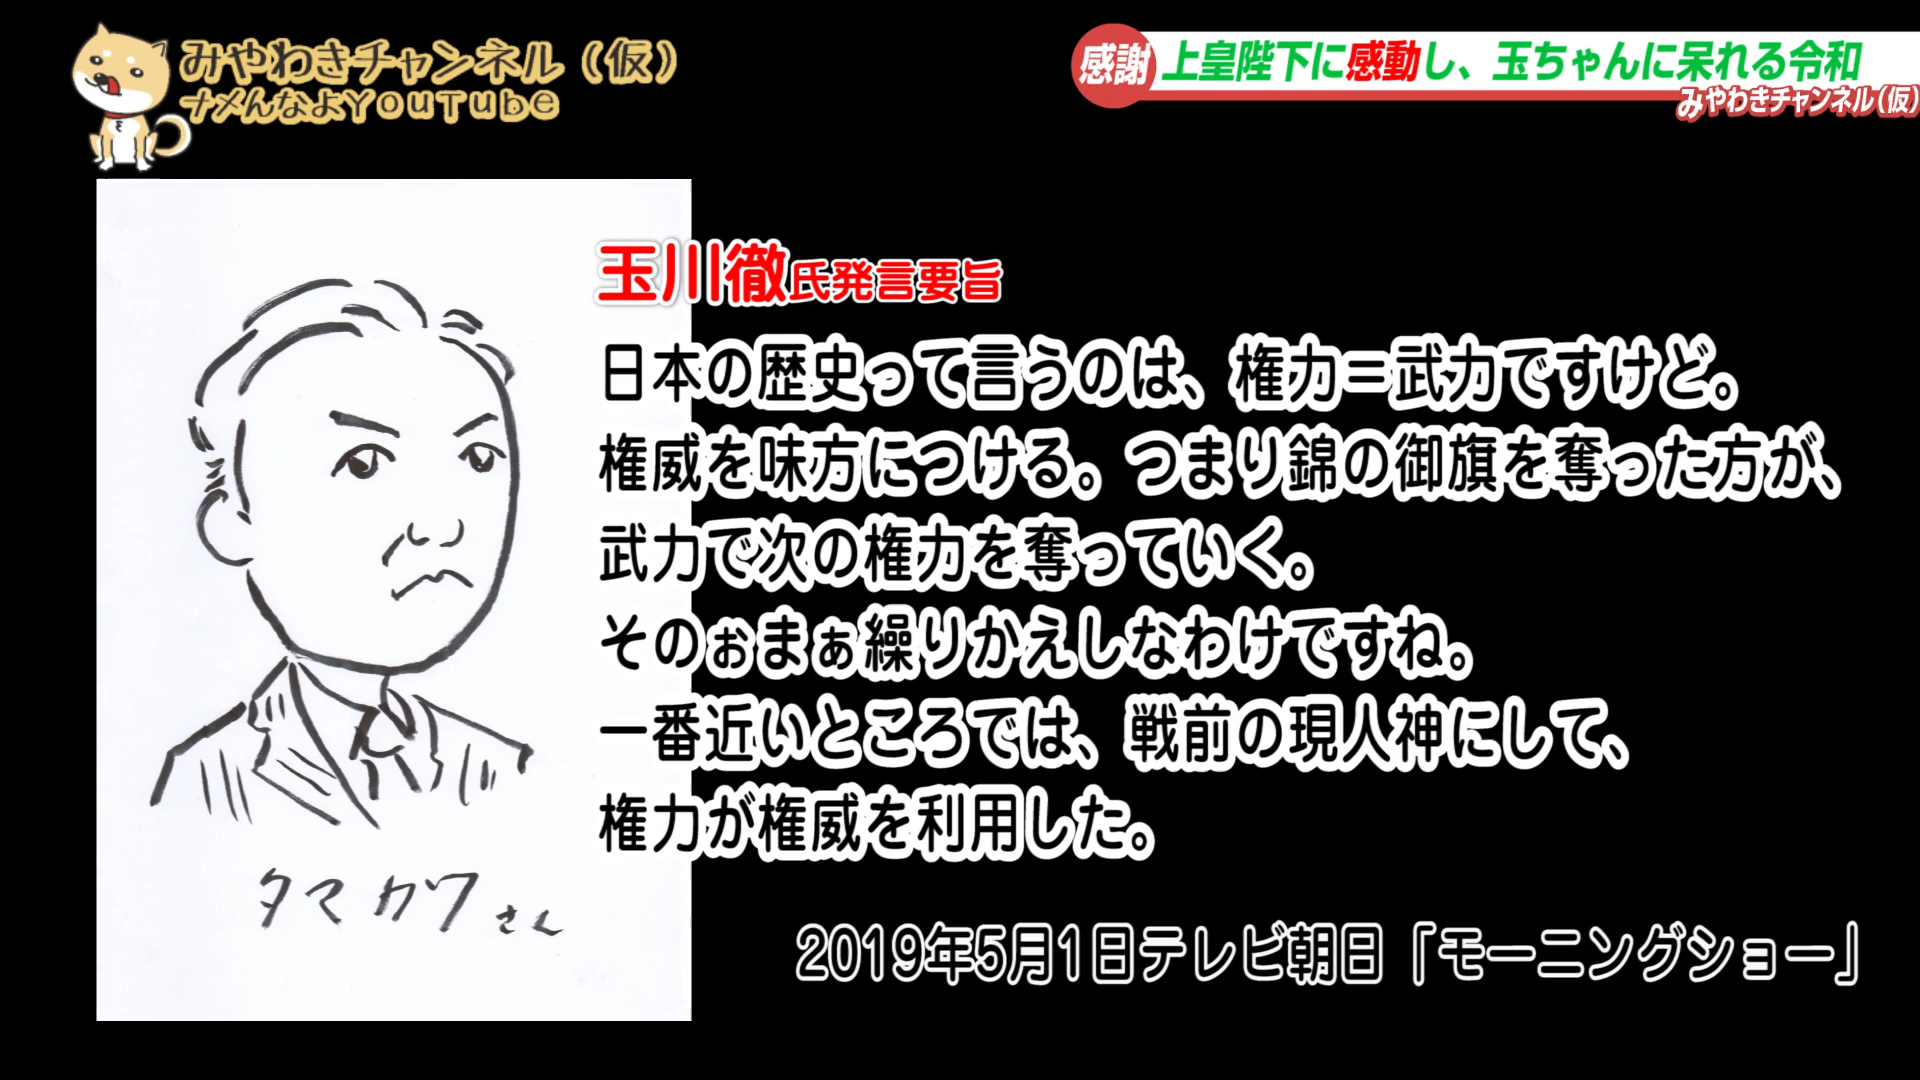 みやわきチャンネル（仮）
ナメんなよYouTube
感謝
上皇陛下に感動し、玉ちゃんに呆れる令和
みやわきチャンネル（仮）
玉川徹氏発言要旨
日本の歴史って言うのは、権力＝武力ですけど。
権威を味方につける。つまり錦の御旗を奪った方が、
武力で次の権力を奪っていく。
そのぉまぁ繰りかえしなわけですね。
一番近いところでは、戦前の現人神にして、
権力が権威を利用した。
タマカワさん
2019年5月1日テレビ朝日「モーニングショー」